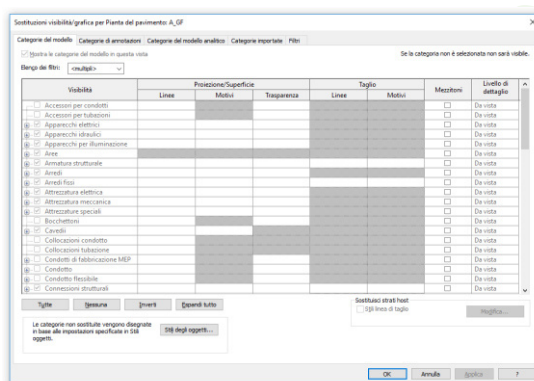 Sostituzioni visibilità/grafica per Pianta del pavimento: A_GF
Categorie del modello Categorie di annotazioni Categorie del modello analitico Categorie importate Filtri
Mostra le categorie del modello in questa vista
Se la categoria non è selezionata non sarà visibile.
Elenco dei filtri: <multipli>
Visibilità Proiezione/Superficie Taglio Mezzitoni Livello di dettaglio
Linee Motivi Trasparenza Linee Motivi
Accessori per condotti Da vista
Accessori per tubazioni Da vista
Apparecchi elettrici Da vista
Apparecchi idraulici Da vista
Apparecchi per illuminazione Da vista
Aree Da vista
Armature strutturale Da vista
Arredi Da vista
Arredi fissi Da vista
Attrezzatura elettrica Da vista
Attrezzatura meccanica Da vista
Attrezzature speciali Da vista
Bocchettoni Da vista
Cavedii Da vista
Collocazioni condotto Da vista
Collocazioni tubazione Da vista
Condotti di fabbricazione MEP Da vista
Condotto Da vista
Condotto flessibile Da vista
Connessioni strutturali Da vista
Tutte Nessuna Inverti Espandi tutto
Sostituisci strati host
Stili linea di taglio Modifica...
Le categorie non sostituite vengono disegnate
in base alle impostazioni specificate in Stili
oggetti.
Stili degli oggetti...
OK Annulla Applica ?